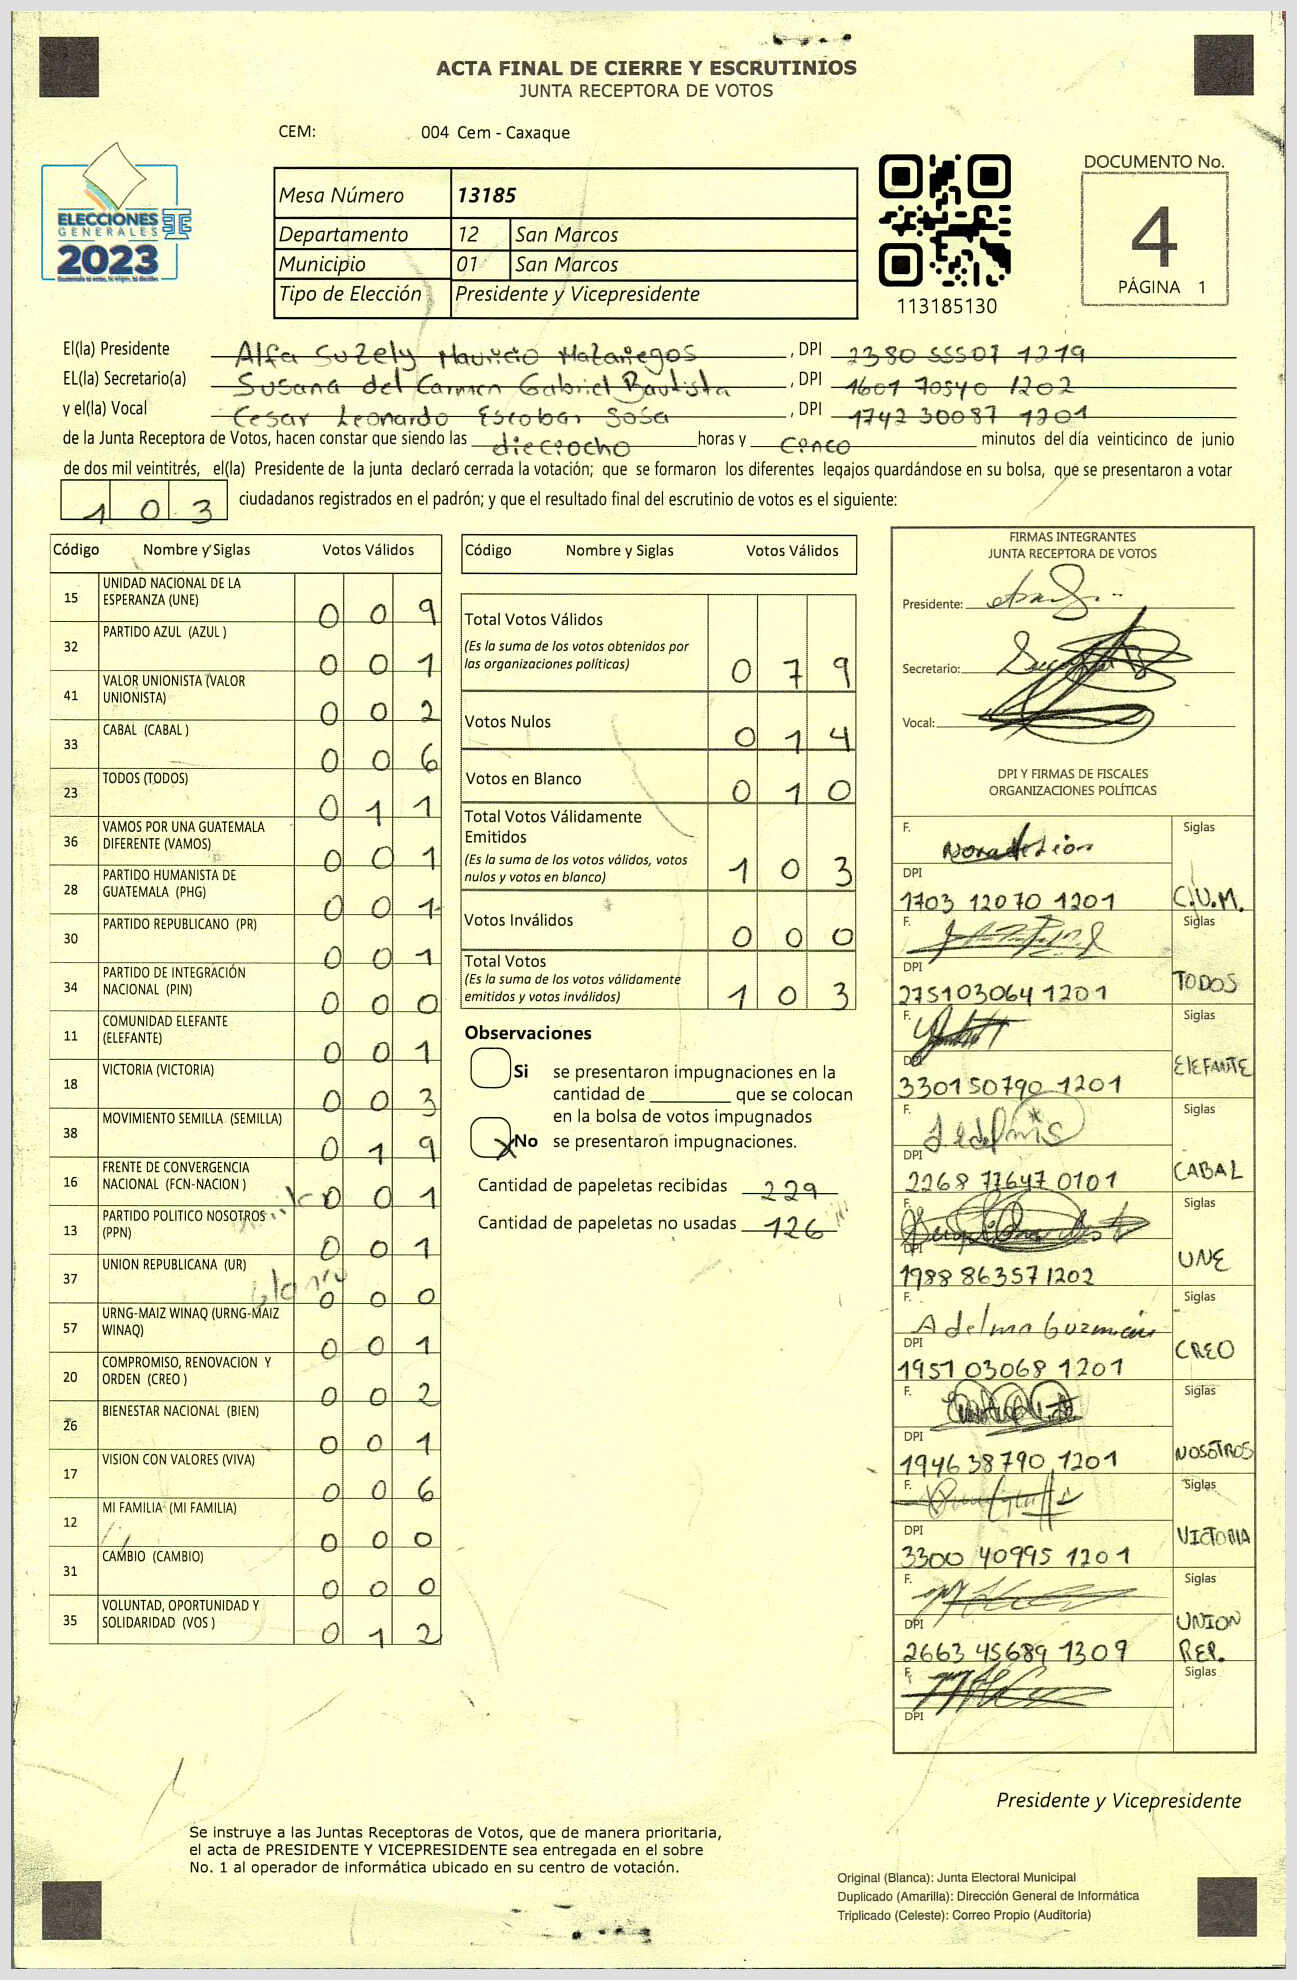 ACTA FINAL DE CIERRE Y ESCRUTINIOS
JUNTA RECEPTORA DE VOTOS
CEM: 004 Cem - Caxaque
ELECCIONES
GENERALES
2023
Mesa Número 13185
Departamento 12 San Marcos
Municipio 01 San Marcos
Tipo de Elección Presidente y Vicepresidente
113185130
DOCUMENTO No.
4
PÁGINA 1
El(la) Presidente Alfa Suzely Mauricio Mazariegos, DPI 2380 55507 1219
EL(la) Secretario(a) Susana del Carmen Gabriel Bautista, DPI 1601 70540 1202
y el(la) Vocal Cesar Leonardo Escobar Sosa, DPI 1742 30087 1201
de la Junta Receptora de Votos, hacen constar que siendo las dieciocho horas y cinco minutos del día veinticinco de junio
de dos mil veintitrés, el(la) Presidente de la junta declaró cerrada la votación; que se formaron los diferentes legajos quardándose en su bolsa, que se presentaron a votar
103 ciudadanos registrados en el padrón; y que el resultado final del escrutinio de votos es el siguiente:
Código Nombre y Siglas Votos Válidos
15 UNIDAD NACIONAL DE LA ESPERANZA (UNE) 0 0 9
32 PARTIDO AZUL (AZUL ) 0 0 1
41 VALOR UNIONISTA (VALOR UNIONISTA) 0 0 2
33 CABAL (CABAL ) 0 0 6
23 TODOS (TODOS) 0 1 1
36 VAMOS POR UNA GUATEMALA DIFERENTE (VAMOS) 0 0 1
28 PARTIDO HUMANISTA DE GUATEMALA (PHG) 0 0 1
30 PARTIDO REPUBLICANO (PR) 0 0 1
34 PARTIDO DE INTEGRACIÓN NACIONAL (PIN) 0 0 0
11 COMUNIDAD ELEFANTE (ELEFANTE) 0 0 1
18 VICTORIA (VICTORIA) 0 0 3
38 MOVIMIENTO SEMILLA (SEMILLA) 0 1 9
16 FRENTE DE CONVERGENCIA NACIONAL (FCN-NACION ) 0 0 1
13 PARTIDO POLITICO NOSOTROS (PPN) 0 0 1
37 UNION REPUBLICANA (UR) blanco 0 0 0
57 URNG-MAIZ WINAQ (URNG-MAIZ WINAQ) 0 0 1
20 COMPROMISO, RENOVACION Y ORDEN (CREO ) 0 0 2
26 BIENESTAR NACIONAL (BIEN) 0 0 1
17 VISION CON VALORES (VIVA) 0 0 6
12 MI FAMILIA (MI FAMILIA) 0 0 0
31 CAMBIO (CAMBIO) 0 0 0
35 VOLUNTAD, OPORTUNIDAD Y SOLIDARIDAD (VOS ) 0 1 2
Código Nombre y Siglas Votos Válidos
Total Votos Válidos 0 7 9
(Es la suma de los votos obtenidos por
las organizaciones políticas)
Votos Nulos 0 1 4
Votos en Blanco 0 1 0
Total Votos Válidamente
Emitidos 1 0 3
(Es la suma de los votos válidos, votos
nulos y votos en blanco)
Votos Inválidos 0 0 0
Total Votos 1 0 3
(Es la suma de los votos válidamente
emitidos y votos inválidos)
Observaciones
Si se presentaron impugnaciones en la
cantidad de ________ que se colocan
en la bolsa de votos impugnados
X No se presentaron impugnaciones.
Cantidad de papeletas recibidas 229
Cantidad de papeletas no usadas 126
FIRMAS INTEGRANTES
JUNTA RECEPTORA DE VOTOS
Presidente:
Secretario:
Vocal:
DPI Y FIRMAS DE FISCALES
ORGANIZACIONES POLÍTICAS
F. Siglas
DPI
1703 12070 1201 C.U.M.
F. Siglas
DPI
2751030641201 TODOS
F. Siglas
DPI
330150790 1201 ElEFANTE
F. Siglas
DPI
2268 77647 0101 CABAL
F. Siglas
DPI
1988 863571202 UNE
F. Adelma Guzmán Siglas
DPI
1951 03068 1201 CREO
F. Siglas
DPI
1946 38790 1201 NOSOTROS
F. Siglas
DPI
3300 40995 1201 VICTORIA
F. Siglas
DPI
2663 45689 1309 UNION REP.
F. Siglas
DPI
Presidente y Vicepresidente
Se instruye a las Juntas Receptoras de Votos, que de manera prioritaria,
el acta de PRESIDENTE Y VICEPRESIDENTE sea entregada en el sobre
No. 1 al operador de informática ubicado en su centro de votación.
Original (Blanca): Junta Electoral Municipal
Duplicado (Amarilla): Dirección General de Informática
Triplicado (Celeste): Correo Propio (Auditoría)